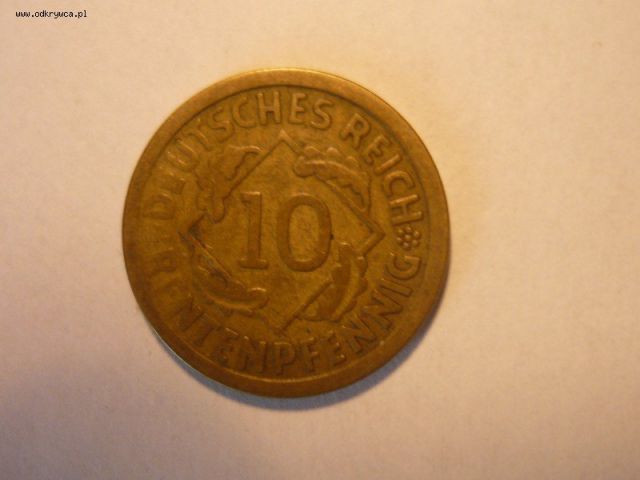 www.odkrywca.pl
DEUTSCHES REICH
10
RENTENPFENNIG